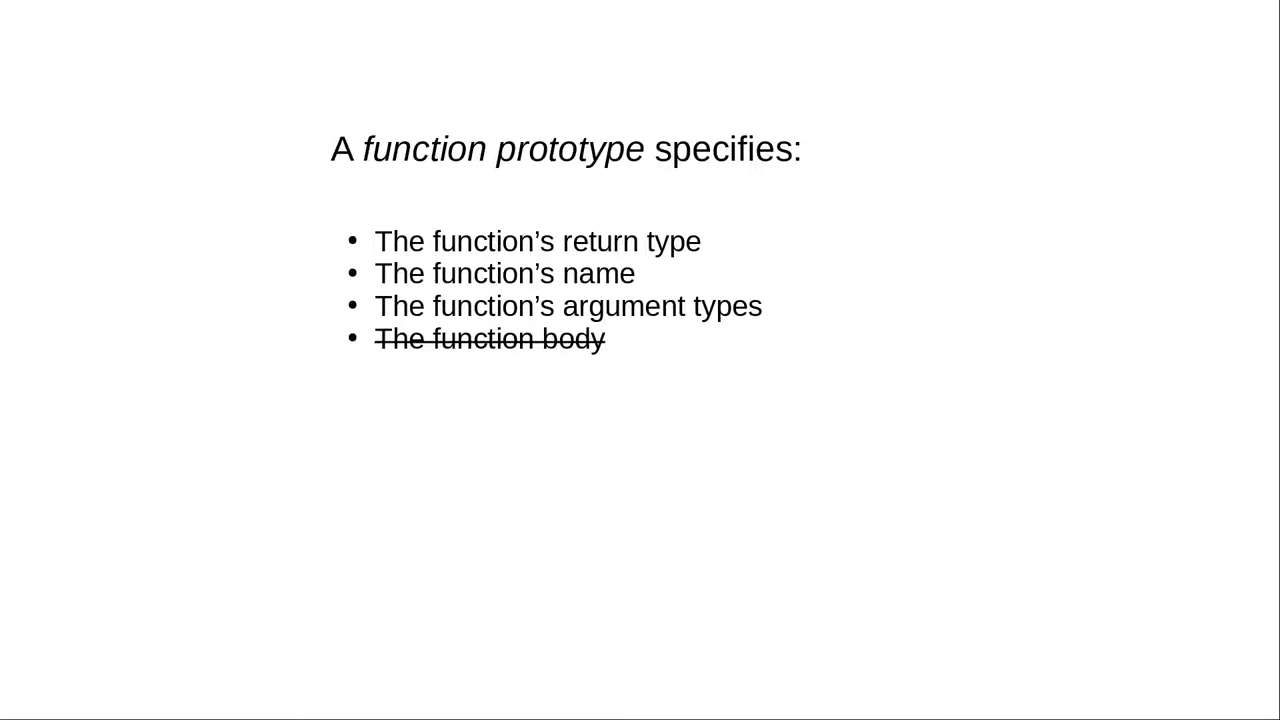 A function prototype specifies:
• The function’s return type
• The function’s name
• The function’s argument types
• The function body